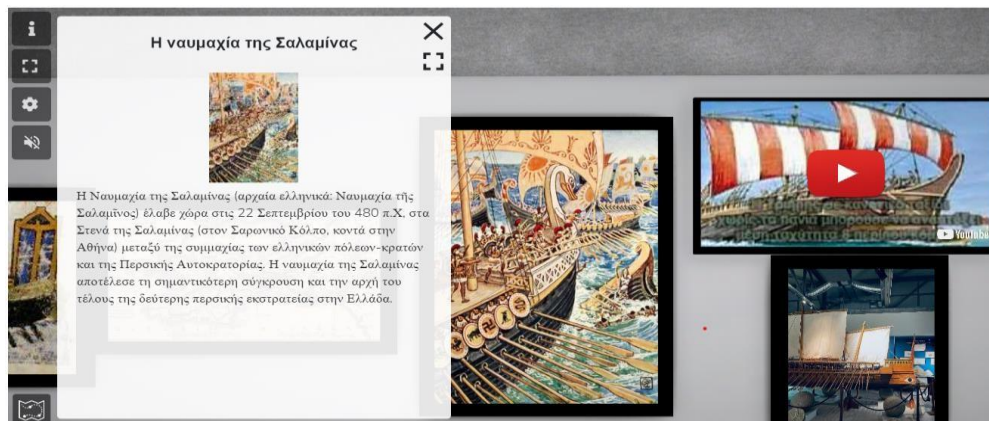 Η ναυμαχία της Σαλαμίνας
Η Ναυμαχία της Σαλαμίνας (αρχαία ελληνικά: Ναυμαχία τῆς
Σαλαμῖνος) έλαβε χώρα στις 22 Σεπτεμβρίου του 480 π.Χ, στα
Στενά της Σαλαμίνας (στον Σαρωνικό Κόλπο, κοντά στην
Αθήνα) μεταξύ της συμμαχίας των ελληνικών πόλεων-κρατών
και της Περσικής Αυτοκρατορίας. Η ναυμαχία της Σαλαμίνας
αποτέλεσε τη σημαντικότερη σύγκρουση και την αρχή του
τέλους της δεύτερης περσικής εκστρατείας στην Ελλάδα.
YouTube